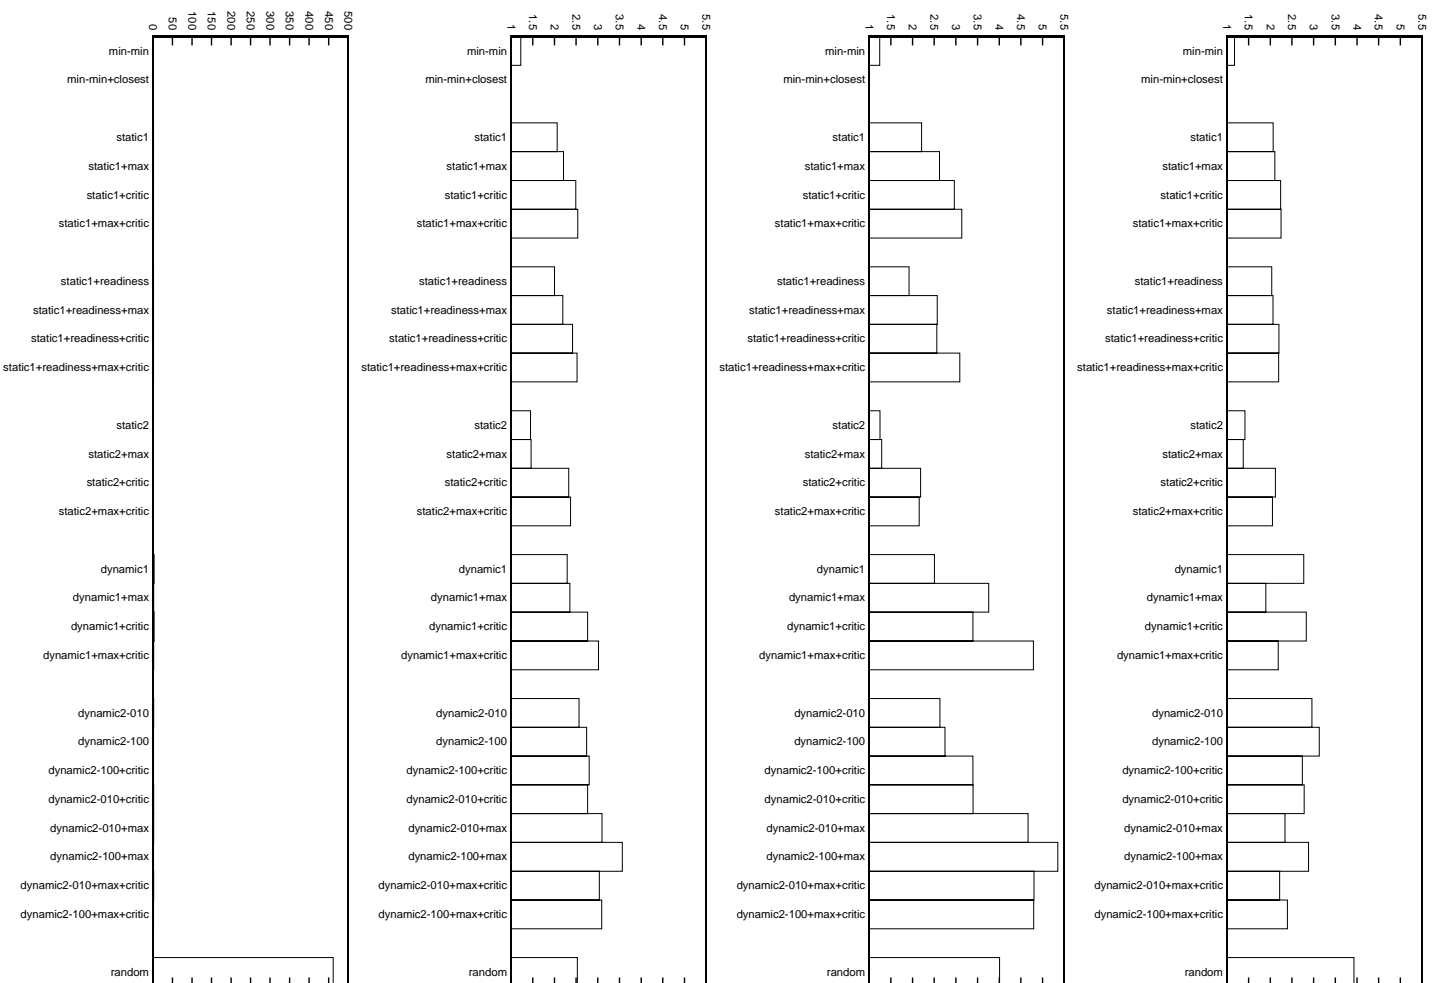 0 50 100 150 200 250 300 350 400 450 500
min-min
min-min+closest
static1
static1+max
static1+critic
static1+max+critic
static1+readiness
static1+readiness+max
static1+readiness+critic
static1+readiness+max+critic
static2
static2+max
static2+critic
static2+max+critic
dynamic1
dynamic1+max
dynamic1+critic
dynamic1+max+critic
dynamic2-010
dynamic2-100
dynamic2-100+critic
dynamic2-010+critic
dynamic2-010+max
dynamic2-100+max
dynamic2-010+max+critic
dynamic2-100+max+critic
random
1 1.5 2 2.5 3 3.5 4 4.5 5 5.5
min-min
min-min+closest
static1
static1+max
static1+critic
static1+max+critic
static1+readiness
static1+readiness+max
static1+readiness+critic
static1+readiness+max+critic
static2
static2+max
static2+critic
static2+max+critic
dynamic1
dynamic1+max
dynamic1+critic
dynamic1+max+critic
dynamic2-010
dynamic2-100
dynamic2-100+critic
dynamic2-010+critic
dynamic2-010+max
dynamic2-100+max
dynamic2-010+max+critic
dynamic2-100+max+critic
random
1 1.5 2 2.5 3 3.5 4 4.5 5 5.5
min-min
min-min+closest
static1
static1+max
static1+critic
static1+max+critic
static1+readiness
static1+readiness+max
static1+readiness+critic
static1+readiness+max+critic
static2
static2+max
static2+critic
static2+max+critic
dynamic1
dynamic1+max
dynamic1+critic
dynamic1+max+critic
dynamic2-010
dynamic2-100
dynamic2-100+critic
dynamic2-010+critic
dynamic2-010+max
dynamic2-100+max
dynamic2-010+max+critic
dynamic2-100+max+critic
random
1 1.5 2 2.5 3 3.5 4 4.5 5 5.5
min-min
min-min+closest
static1
static1+max
static1+critic
static1+max+critic
static1+readiness
static1+readiness+max
static1+readiness+critic
static1+readiness+max+critic
static2
static2+max
static2+critic
static2+max+critic
dynamic1
dynamic1+max
dynamic1+critic
dynamic1+max+critic
dynamic2-010
dynamic2-100
dynamic2-100+critic
dynamic2-010+critic
dynamic2-010+max
dynamic2-100+max
dynamic2-010+max+critic
dynamic2-100+max+critic
random